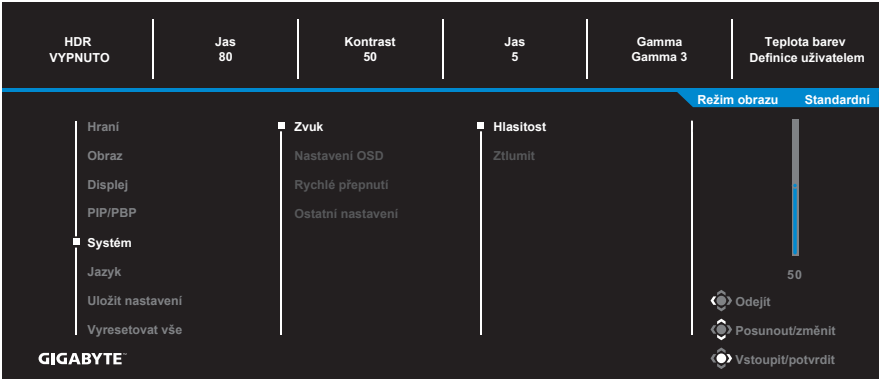 HDR
VYPNUTO
Jas
80
Kontrast
50
Jas
5
Gamma
Gamma 3
Teplota barev
Definice uživatelem
Režim obrazu Standardní
Hraní
Obraz
Displej
PIP/PBP
Systém
Jazyk
Uložit nastavení
Vyresetovat vše
Zvuk
Nastavení OSD
Rychlé přepnutí
Ostatní nastavení
Hlasitost
Ztlumit
50
Odejít
Posunout/změnit
Vstoupit/potvrdit
GIGABYTE™